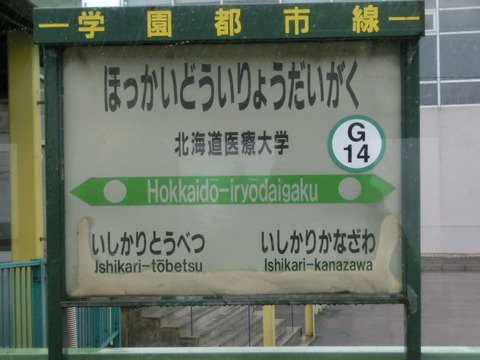 学園都市線
ほっかいどういりょうだいがく
北海道医療大学
G
14
Hokkaidō-iryodaigaku
いしかりとうべつ いしかりかなざわ
Ishikari-tōbetsu Ishikari-kanazawa